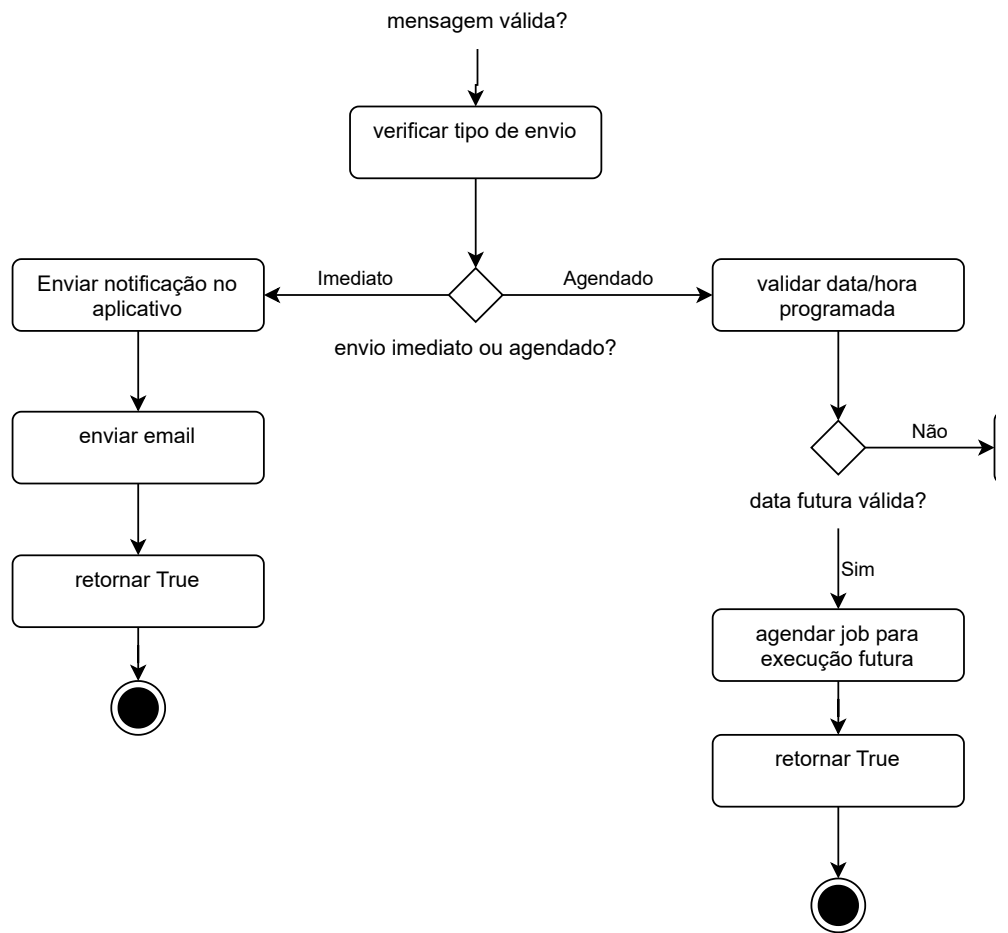 mensagem válida?
verificar tipo de envio
Imediato
Agendado
Enviar notificação no
aplicativo
validar data/hora
programada
envio imediato ou agendado?
enviar email
Não
data futura válida?
retornar True
Sim
agendar job para
execução futura
retornar True